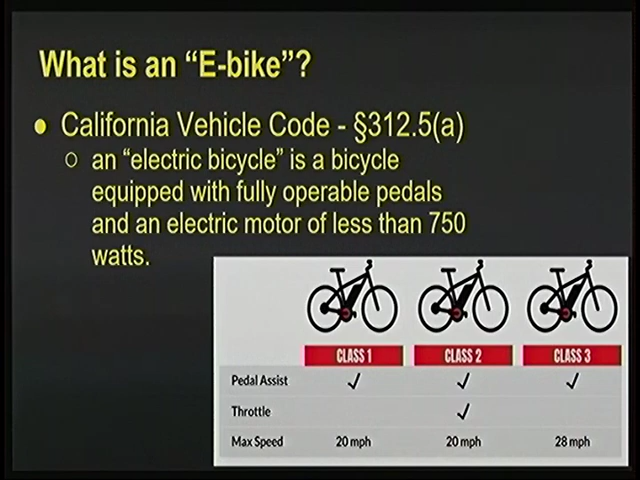 What is an “E-bike”?
● California Vehicle Code - §312.5(a)
○ an “electric bicycle” is a bicycle
equipped with fully operable pedals
and an electric motor of less than 750
watts.
CLASS 1 CLASS 2 CLASS 3
Pedal Assist ✓ ✓ ✓
Throttle ✓
Max Speed 20 mph 20 mph 28 mph